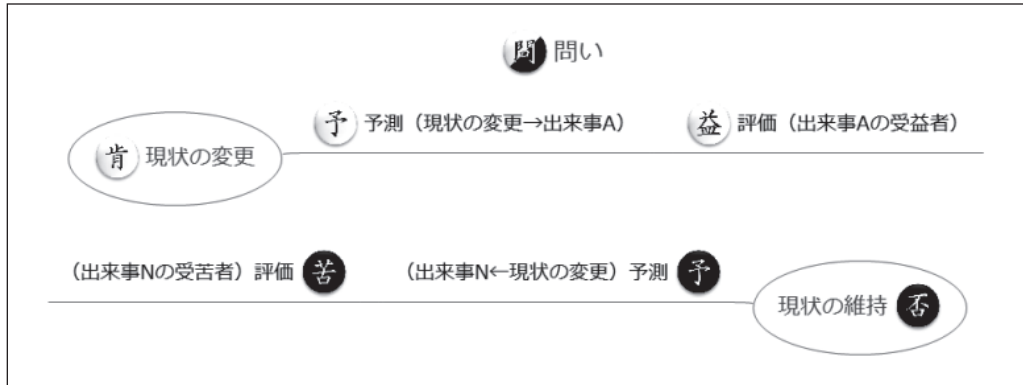 問 問い
予 予測（現状の変更→出来事A） 益 評価（出来事Aの受益者）
肯 現状の変更
（出来事Nの受苦者）評価 苦 （出来事N←現状の変更）予測 予
現状の維持 否